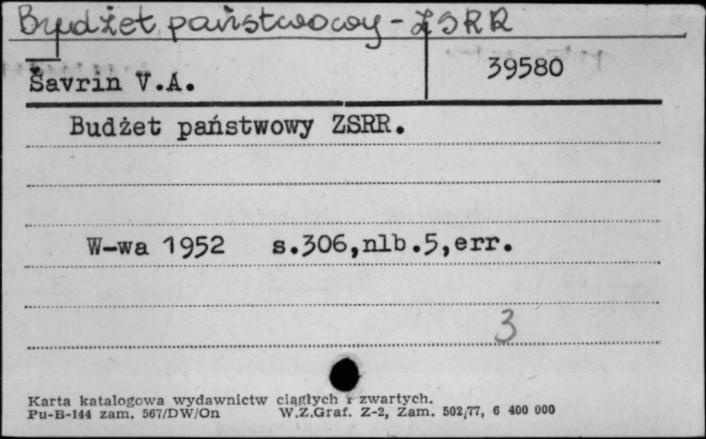 Budżet państwowy - ZSRR
Šavrin V.A.
39580
Budżet państwowy ZSRR.
W-wa 1952 s.306,nlb.5,err.
3
Karta katalogowa wydawnictw ciągłych i zwartych.
Pu-B-144 zam. 567/DW/On W.Z.Graf. Z-2, Zam. 502/77, 6 400 000